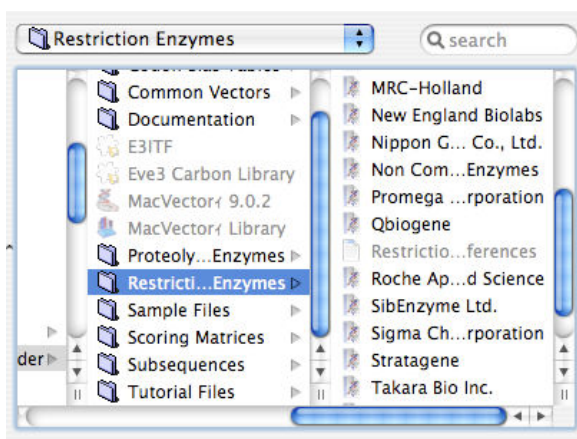 Restriction Enzymes
search
Common Vectors
Documentation
E3ITF
Eve3 Carbon Library
MacVector 9.0.2
MacVector Library
Proteoly...Enzymes
Restricti...Enzymes
Sample Files
Scoring Matrices
Subsequences
Tutorial Files
der
MRC-Holland
New England Biolabs
Nippon G... Co., Ltd.
Non Com...Enzymes
Promega ...rporation
Qbiogene
Restrictio...ferences
Roche Ap...d Science
SibEnzyme Ltd.
Sigma Ch...rporation
Stratagene
Takara Bio Inc.